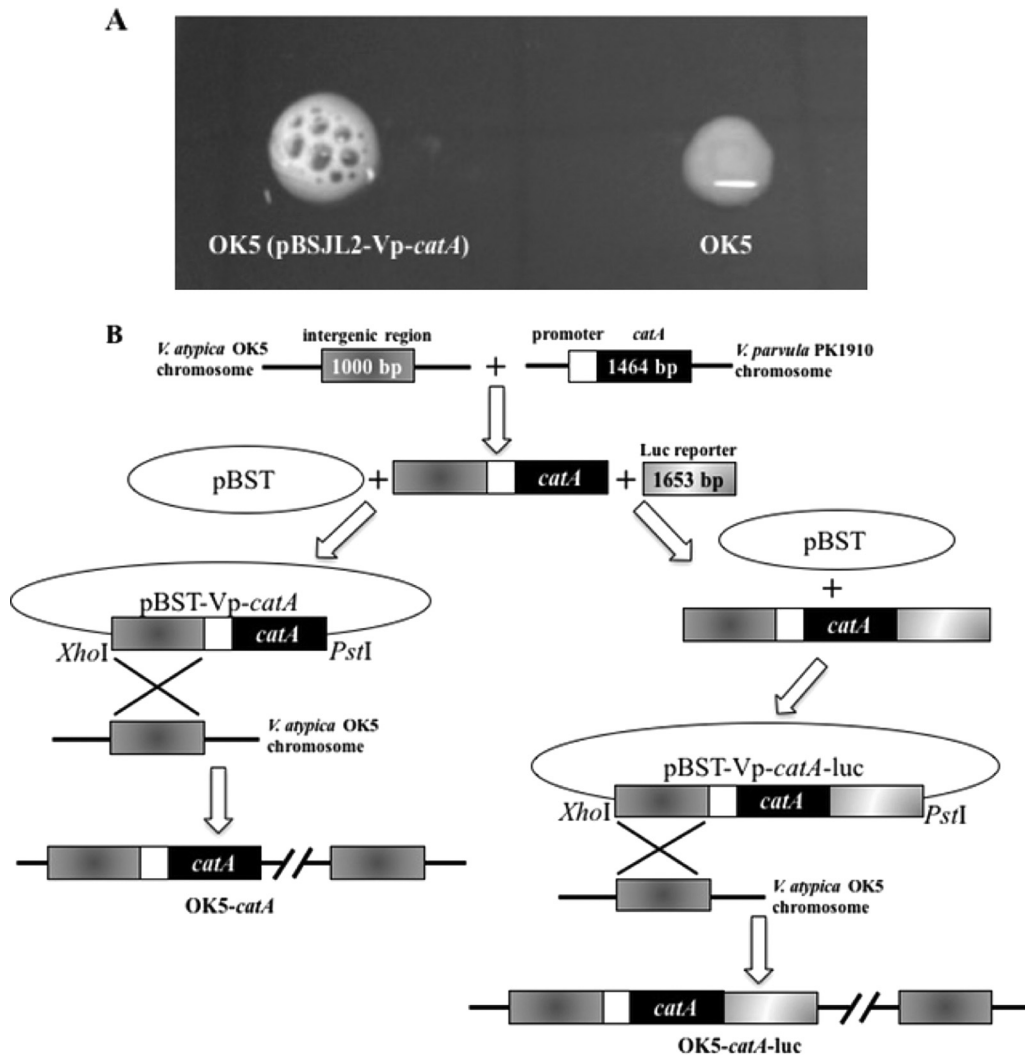 A
OK5 (pBSJL2-Vp-catA)
OK5
B
V. atypica OK5
chromosome
intergenic region
1000 bp
+
promoter
catA
1464 bp
V. parvula PK1910
chromosome
pBST
+
catA
+
Luc reporter
1653 bp
pBST
+
catA
pBST-Vp-catA
catA
XhoI
PstI
V. atypica OK5
chromosome
catA
OK5-catA
pBST-Vp-catA-luc
catA
XhoI
PstI
V. atypica OK5
chromosome
catA
OK5-catA-luc